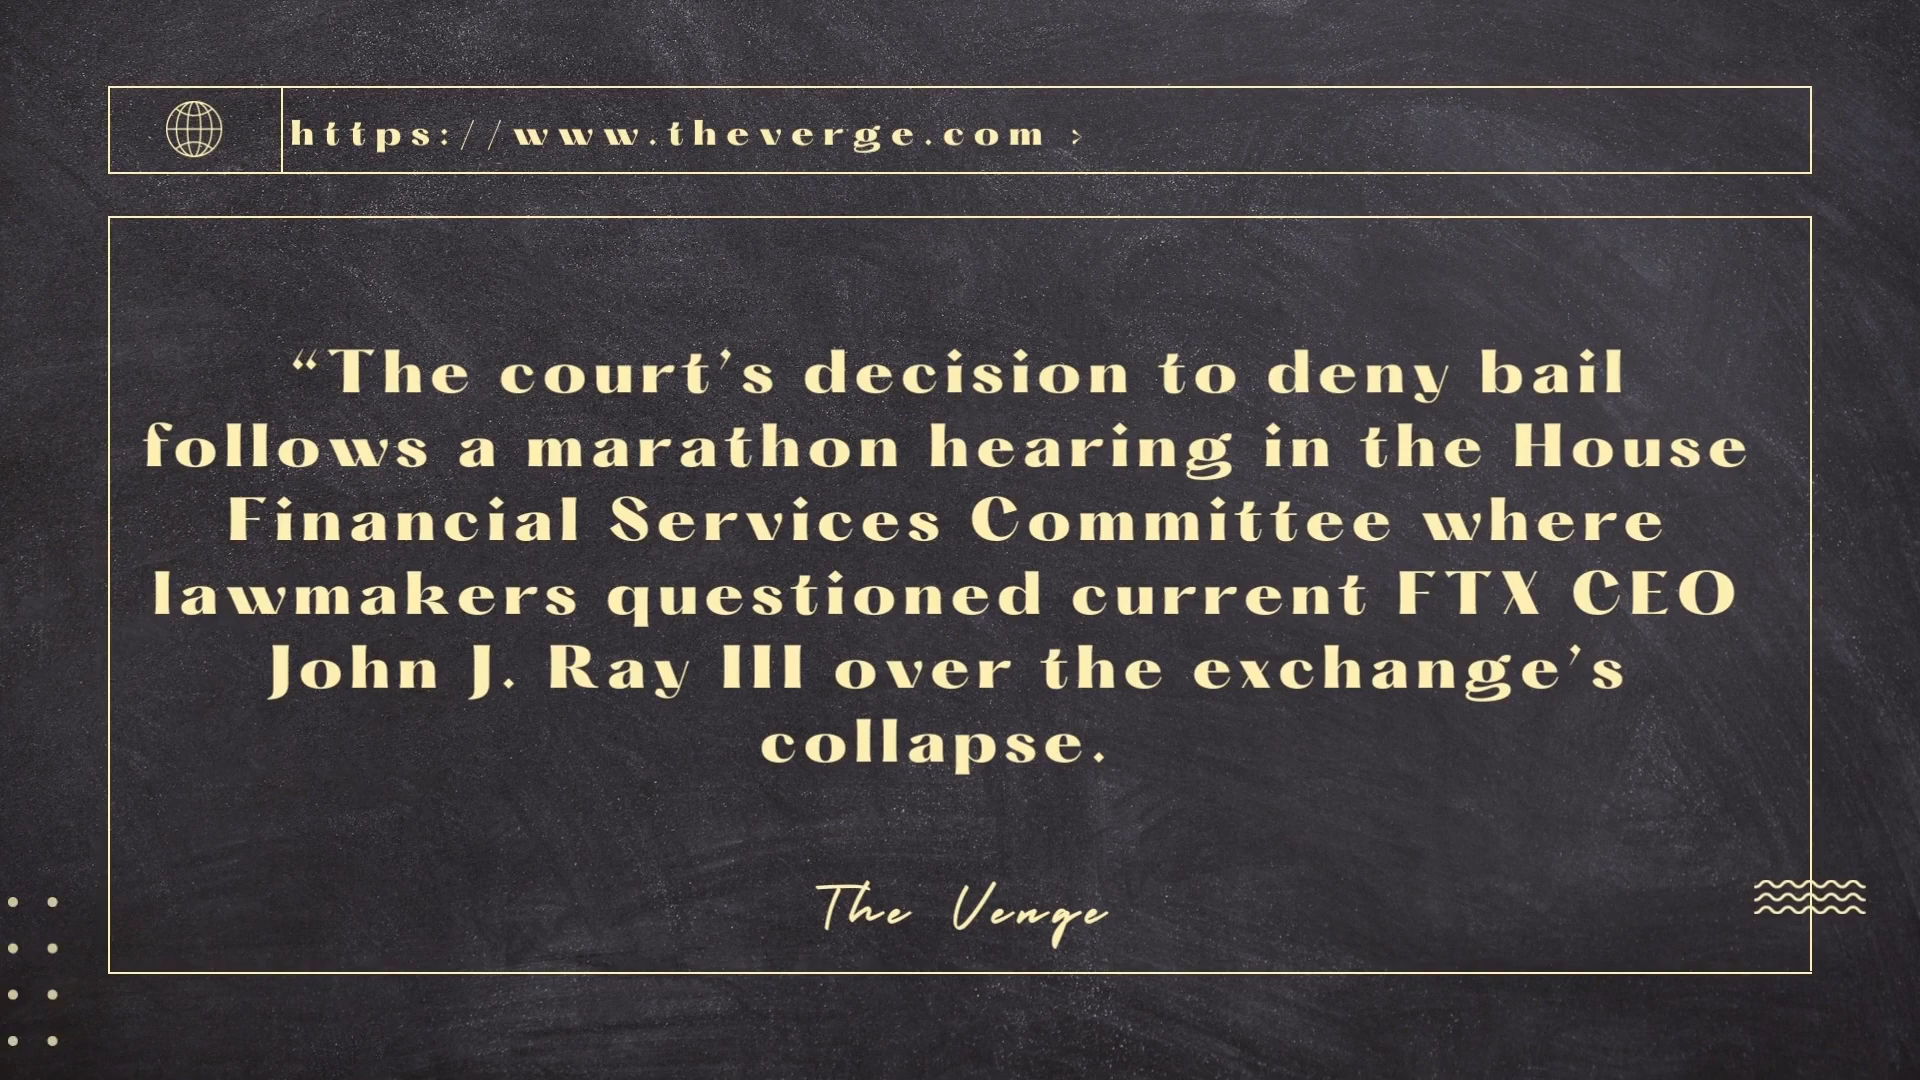 https://www.theverge.com >
“The court’s decision to deny bail
follows a marathon hearing in the House
Financial Services Committee where
lawmakers questioned current FTX CEO
John J. Ray III over the exchange’s
collapse.
The Verge